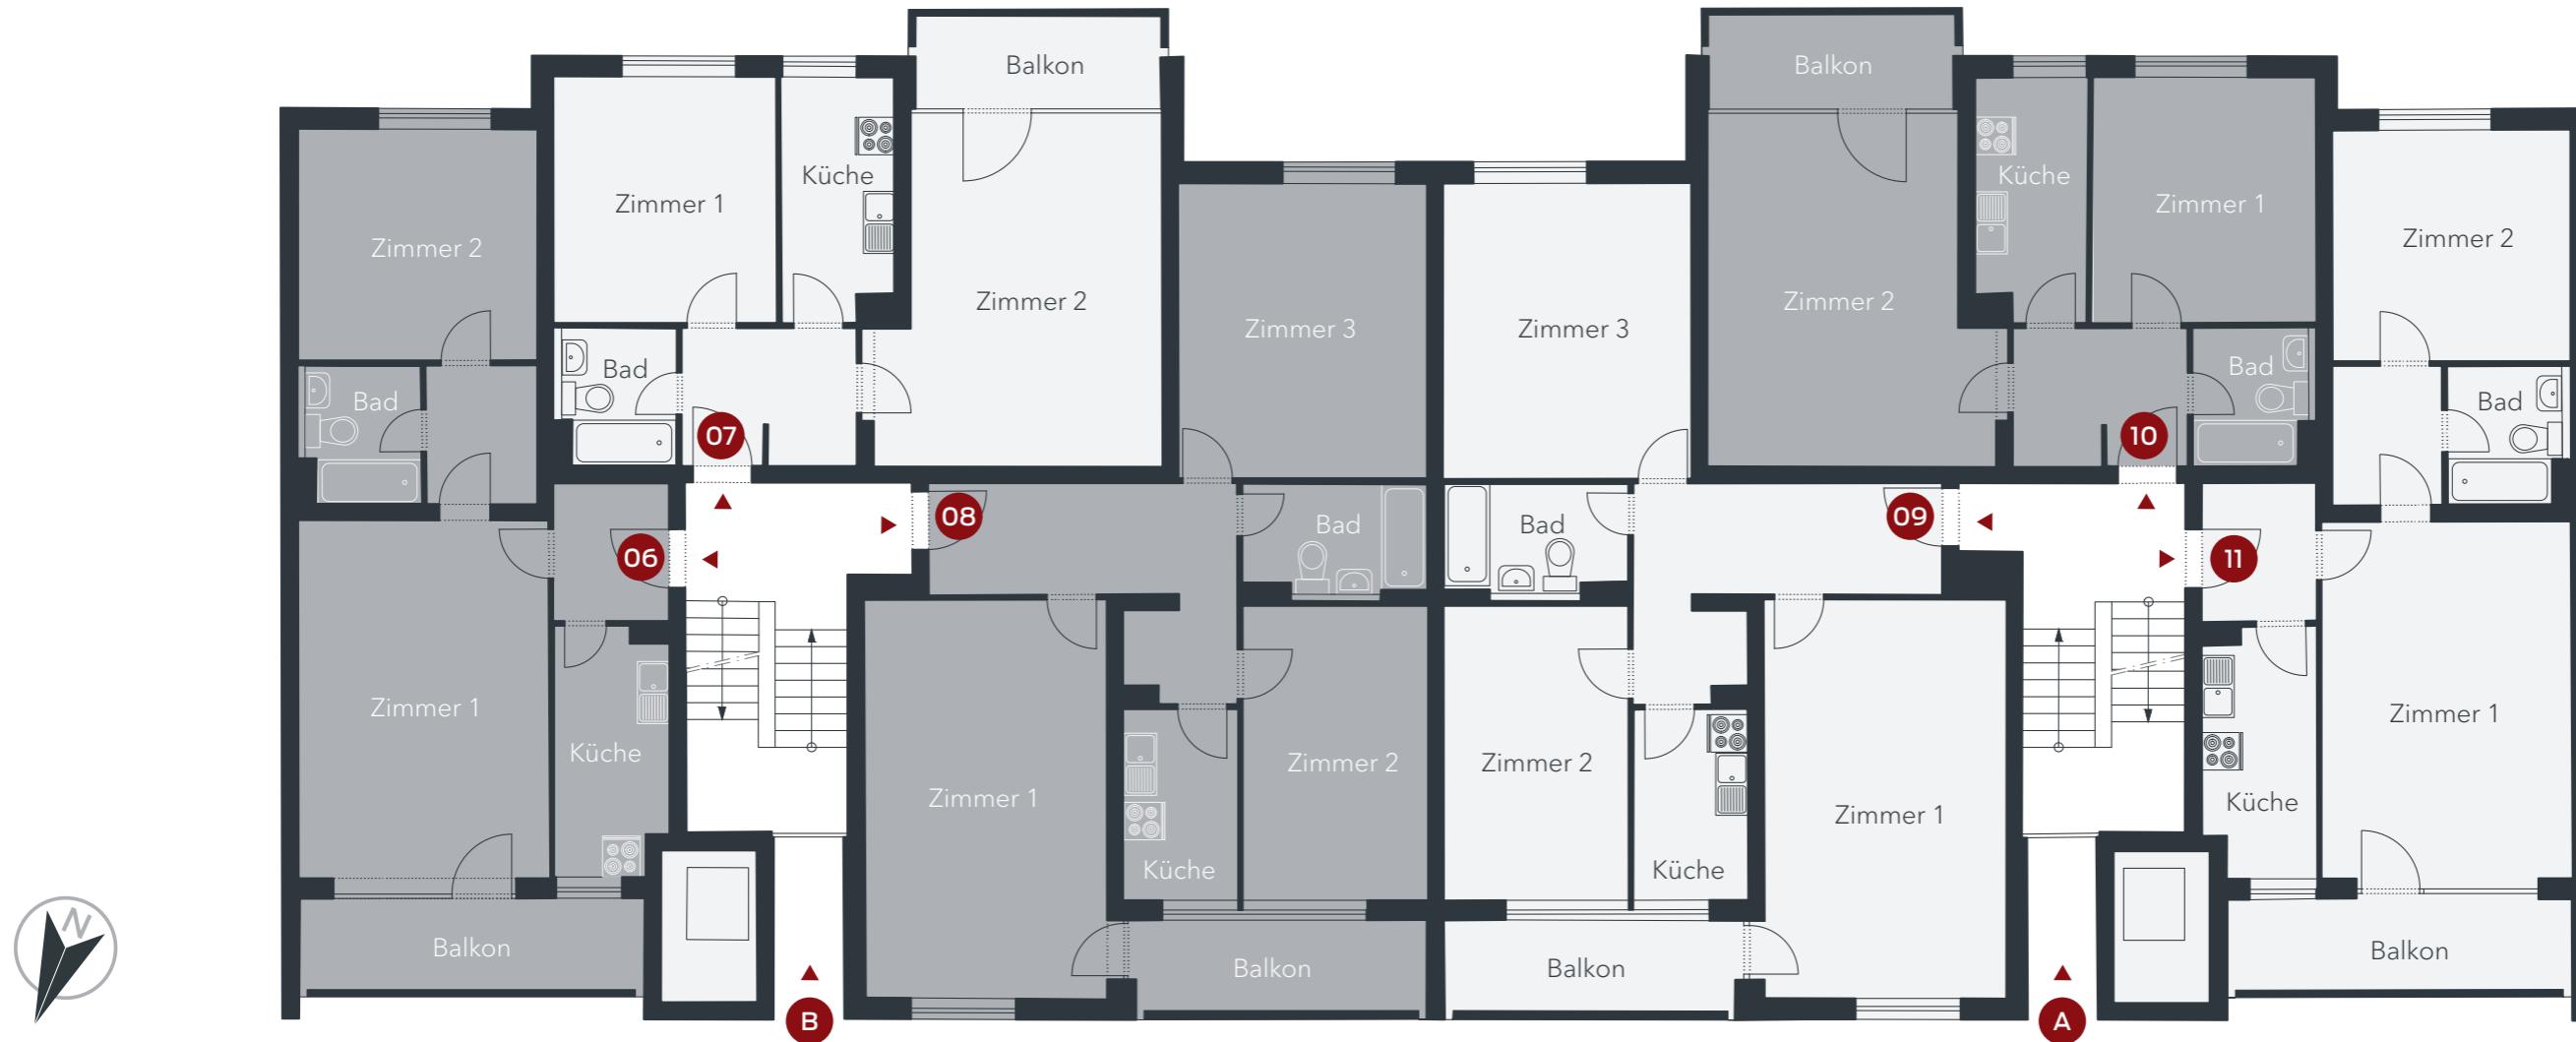 Balkon
Balkon
Küche
Zimmer 1
Küche
Zimmer 1
Zimmer 2
Zimmer 2
Zimmer 2
Zimmer 2
Zimmer 3
Zimmer 3
Bad
Bad
Bad
Bad
07
10
08
Bad
Bad
09
06
11
Zimmer 1
Küche
Zimmer 1
Zimmer 2
Zimmer 2
Zimmer 1
Zimmer 1
Küche
Küche
Küche
N
Balkon
Balkon
Balkon
Balkon
B
A